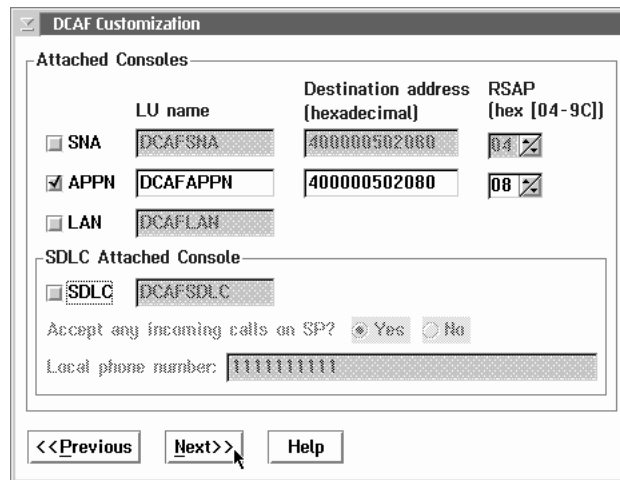 DCAF Customization
Attached Consoles
LU name Destination address (hexadecimal) RSAP (hex [04-9C])
SNA DCAFSNA 400000502080 04
APPN DCAFAPPN 400000502080 08
LAN DCAFLAN
SDLC Attached Console
SDLC DCAFSDLC
Accept any incoming calls on SP? Yes No
Local phone number: 1111111111
<<Previous Next>> Help